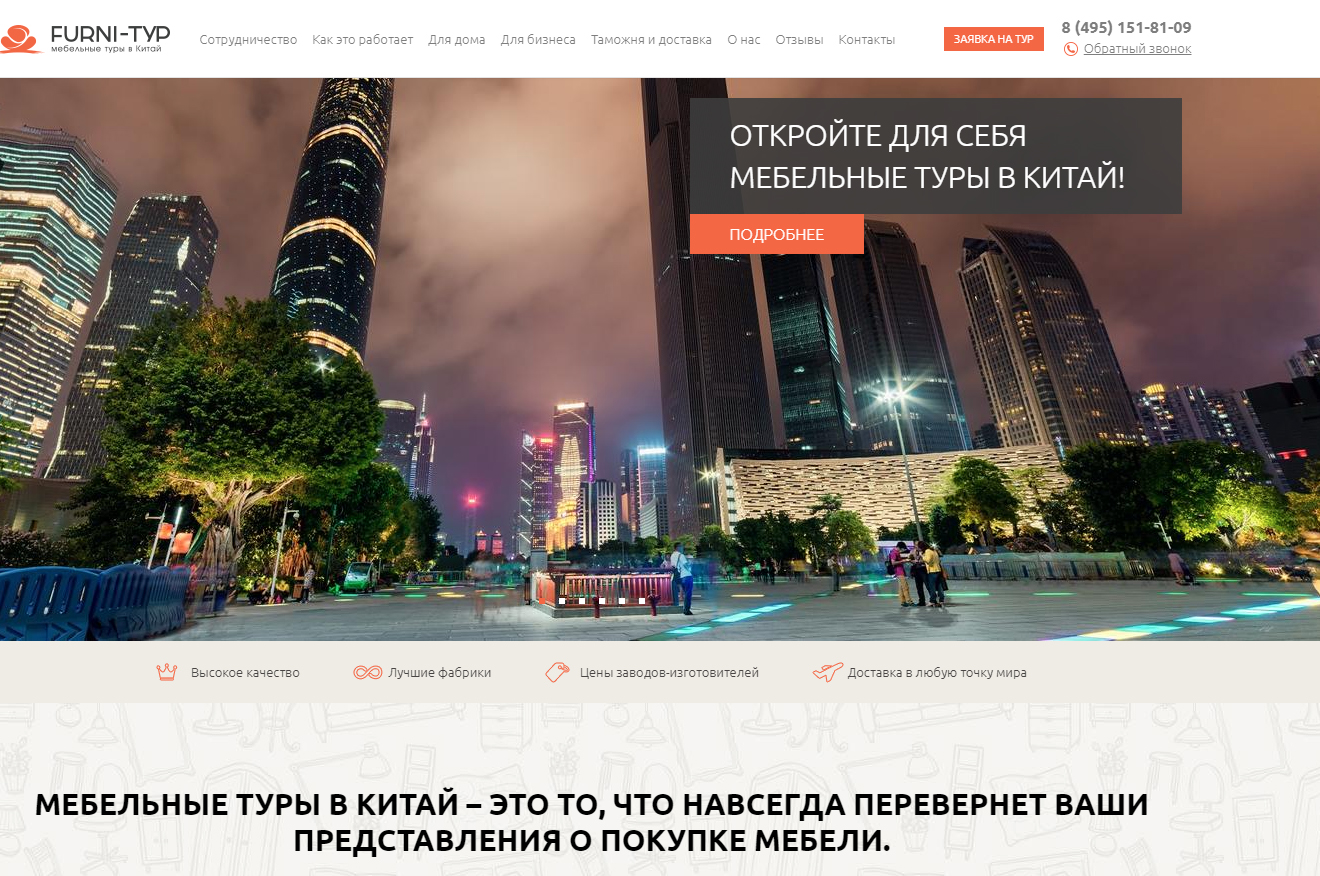 FURNI-ТУР
мебельные туры в Китай
Сотрудничество Как это работает Для дома Для бизнеса Таможня и доставка О нас Отзывы Контакты
ЗАЯВКА НА ТУР
8 (495) 151-81-09
Обратный звонок
ОТКРОЙТЕ ДЛЯ СЕБЯ
МЕБЕЛЬНЫЕ ТУРЫ В КИТАЙ!
ПОДРОБНЕЕ
Высокое качество Лучшие фабрики Цены заводов-изготовителей Доставка в любую точку мира
МЕБЕЛЬНЫЕ ТУРЫ В КИТАЙ – ЭТО ТО, ЧТО НАВСЕГДА ПЕРЕВЕРНЕТ ВАШИ
ПРЕДСТАВЛЕНИЯ О ПОКУПКЕ МЕБЕЛИ.